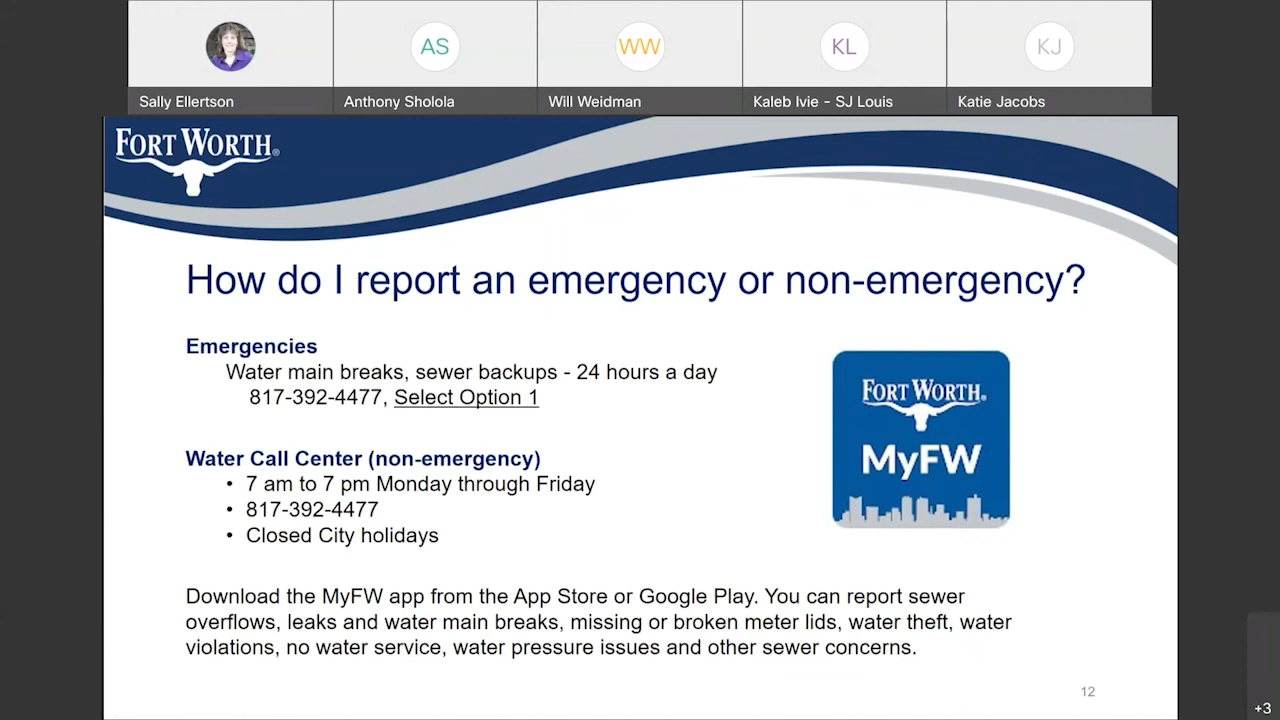 AS
WW
KL
KJ
Sally Ellertson
Anthony Sholola
Will Weidman
Kaleb Ivie - SJ Louis
Katie Jacobs
FORT WORTH®
How do I report an emergency or non-emergency?
Emergencies
Water main breaks, sewer backups - 24 hours a day
817-392-4477, Select Option 1
Water Call Center (non-emergency)
• 7 am to 7 pm Monday through Friday
• 817-392-4477
• Closed City holidays
FORT WORTH®
MyFW
Download the MyFW app from the App Store or Google Play. You can report sewer
overflows, leaks and water main breaks, missing or broken meter lids, water theft, water
violations, no water service, water pressure issues and other sewer concerns.
12
+3